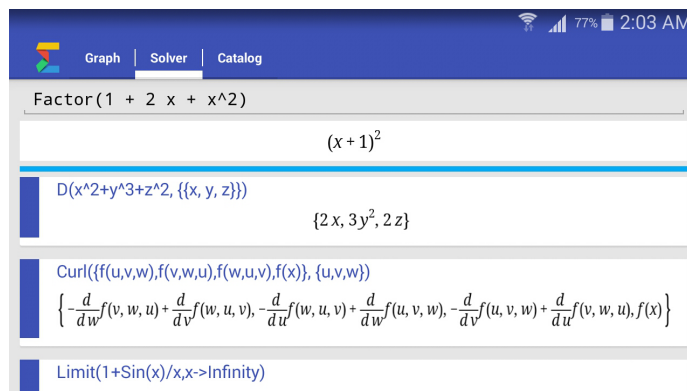 77% 2:03 AM
Graph Solver Catalog
Factor(1 + 2 x + x^2)
(x + 1)²
D(x^2+y^3+z^2, {{x, y, z}})
{2 x, 3 y², 2 z}
Curl({f(u,v,w),f(v,w,u),f(w,u,v),f(x)}, {u,v,w})
{-d/dw f(v, w, u) + d/dv f(w, u, v), -d/du f(w, u, v) + d/dw f(u, v, w), -d/dv f(u, v, w) + d/du f(v, w, u), f(x)}
Limit(1+Sin(x)/x,x->Infinity)